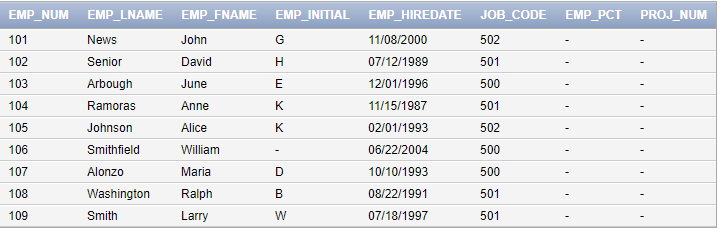 EMP_NUM EMP_LNAME EMP_FNAME EMP_INITIAL EMP_HIREDATE JOB_CODE EMP_PCT PROJ_NUM
101 News John G 11/08/2000 502 - -
102 Senior David H 07/12/1989 501 - -
103 Arbough June E 12/01/1996 500 - -
104 Ramoras Anne K 11/15/1987 501 - -
105 Johnson Alice K 02/01/1993 502 - -
106 Smithfield William - 06/22/2004 500 - -
107 Alonzo Maria D 10/10/1993 500 - -
108 Washington Ralph B 08/22/1991 501 - -
109 Smith Larry W 07/18/1997 501 - -